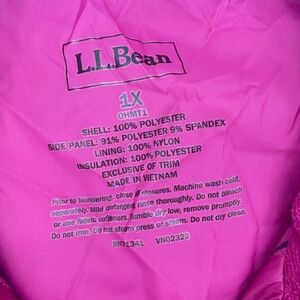 L.L.Bean
1X
OHMT1
SHELL: 100% POLYESTER
SIDE PANEL: 91% POLYESTER 9% SPANDEX
LINING: 100% NYLON
INSULATION: 100% POLYESTER
EXCLUSIVE OF TRIM
MADE IN VIETNAM
Prior to laundering, close all closures. Machine wash cold,
separately. Mild detergent, rinse thoroughly. Do not bleach
or use fabric softeners. Tumble dry low, remove promptly.
Do not iron. Do not steam press or steam. Do not dry clean.
RN71341 VN02322